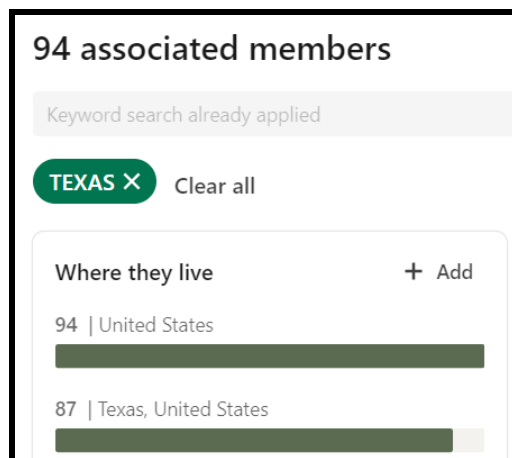 94 associated members
Keyword search already applied
TEXAS ✕ Clear all
Where they live + Add
94 | United States
87 | Texas, United States